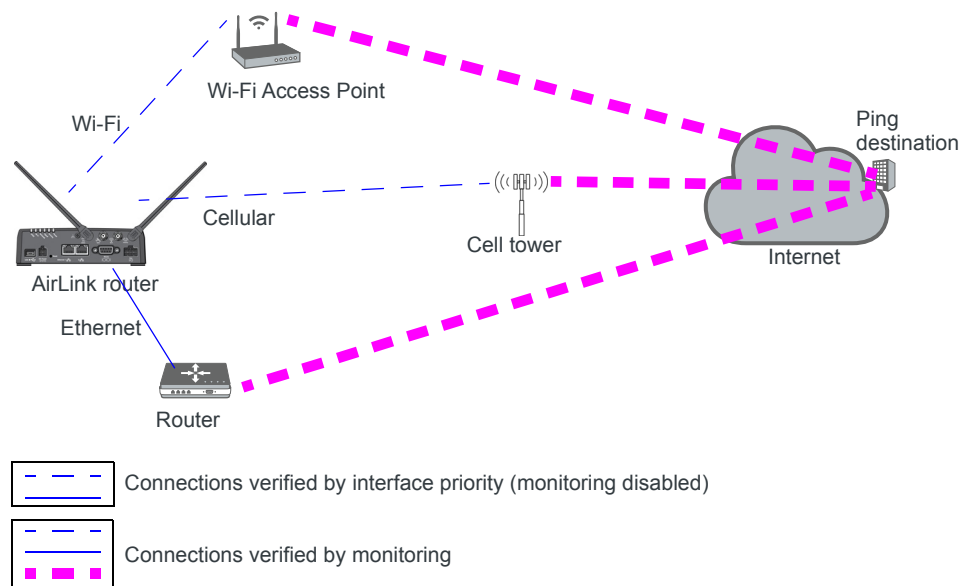 Wi-Fi Access Point
Wi-Fi
Ping
destination
Cellular
Cell tower
Internet
AirLink router
Ethernet
Router
Connections verified by interface priority (monitoring disabled)
Connections verified by monitoring